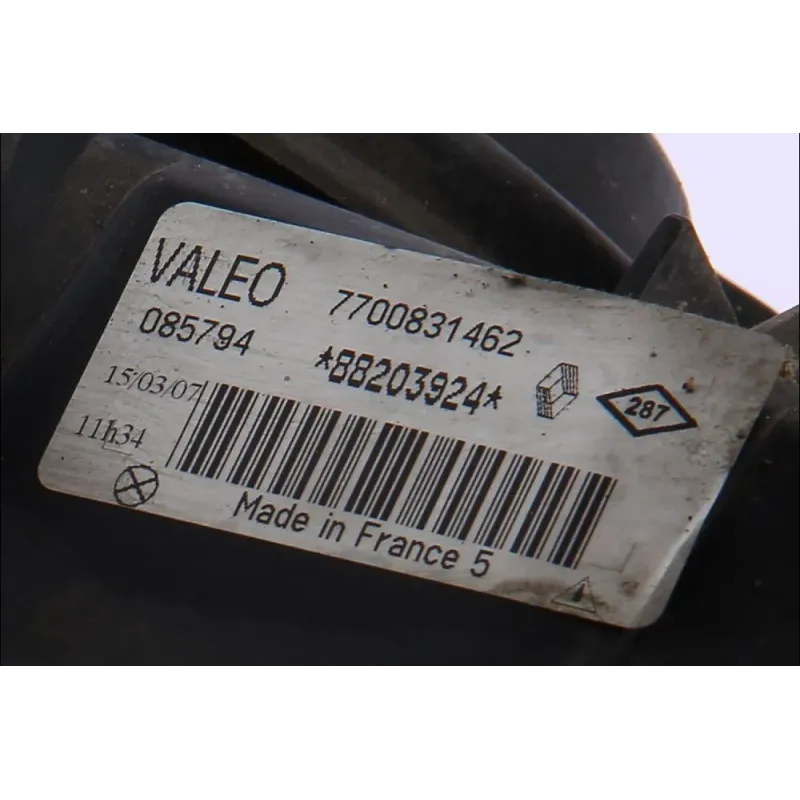 VALEO 7700831462
085794 *88203924*
15/03/07
11h34
287
Made in France 5